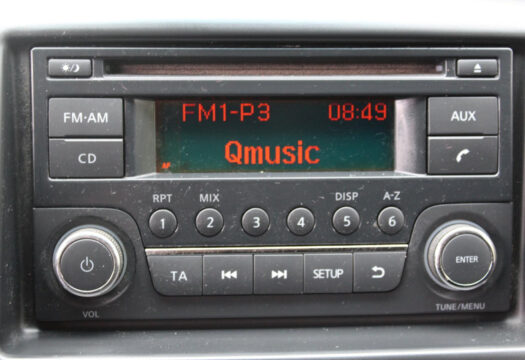 FM1-P3 08:49
FM·AM
AUX
AF
Qmusic
CD
RPT MIX DISP A-Z
1 2 3 4 5 6
TA SETUP ENTER
VOL TUNE/MENU